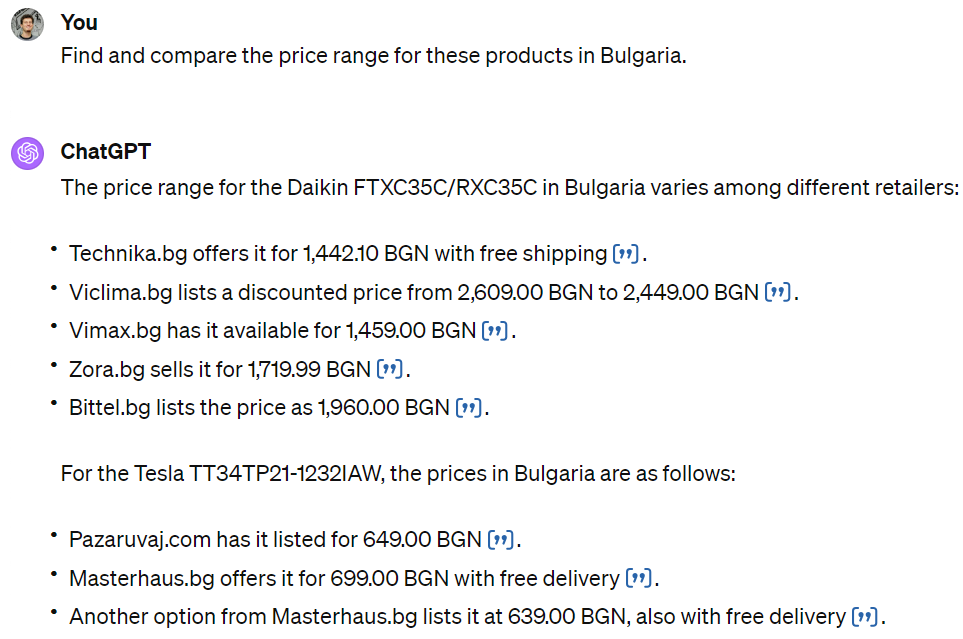 You
Find and compare the price range for these products in Bulgaria.
ChatGPT
The price range for the Daikin FTXC35C/RXC35C in Bulgaria varies among different retailers:
• Technika.bg offers it for 1,442.10 BGN with free shipping [❞].
• Viclima.bg lists a discounted price from 2,609.00 BGN to 2,449.00 BGN [❞].
• Vimax.bg has it available for 1,459.00 BGN [❞].
• Zora.bg sells it for 1,719.99 BGN [❞].
• Bittel.bg lists the price as 1,960.00 BGN [❞].
For the Tesla TT34TP21-1232IAW, the prices in Bulgaria are as follows:
• Pazaruvaj.com has it listed for 649.00 BGN [❞].
• Masterhaus.bg offers it for 699.00 BGN with free delivery [❞].
• Another option from Masterhaus.bg lists it at 639.00 BGN, also with free delivery [❞].